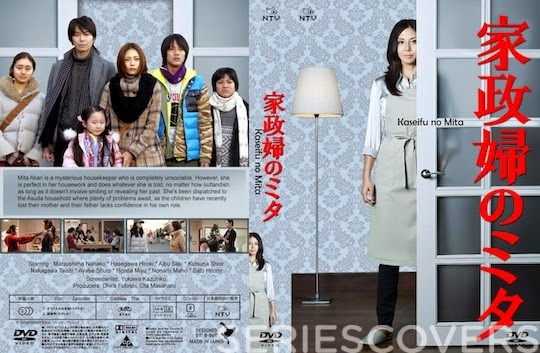 NTV
Mita Akari is a mysterious housekeeper who is completely unsociable. However, she
is perfect in her housework and does whatever she is told, no matter how outlandish,
as long as it doesn't involve smiling or revealing her past. She's been dispatched to
the Asuda household where plenty of problems await, as the children have recently
lost their mother and their father lacks confidence in his own role.
Starring : Matsushima Nanako * Hasegawa Hiroki * Aibu Saki * Kutsuna Shiori
Nakagawa Taishi * Ayabe Shuto * Honda Miyu * Nonami Maho * Sato Hitomi
Screenwriter: Yukawa Kazuhiko
Producers: Ohira Futoshi, Ota Masaharu
DVD
VIDEO
DESIGNED
NTV
家政婦のミタ
Kaseifu no Mita
DVD
VIDEO
家政婦のミタ
Kaseifu no Mita
DVD
VIDEO
SERIESCOVERS